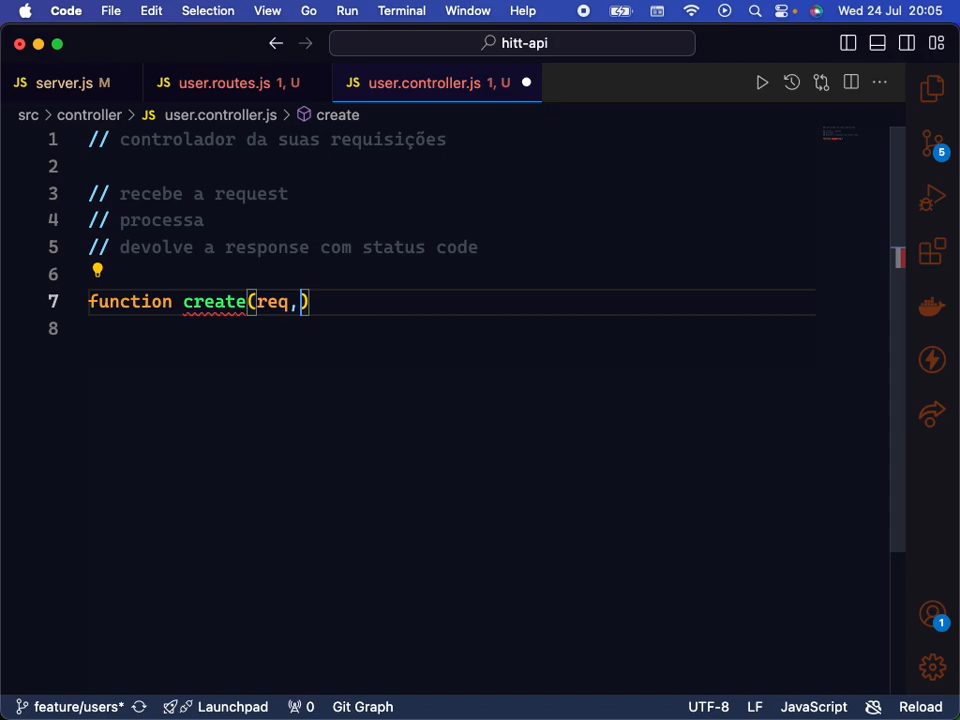 Code File Edit Selection View Go Run Terminal Window Help Wed 24 Jul 20:05
hitt-api
JS server.js M JS user.routes.js 1, U JS user.controller.js 1, U
src > controller > JS user.controller.js > create
1 // controlador da suas requisições
2
3 // recebe a request
4 // processa
5 // devolve a response com status code
6
7 function create(req,)
8
5
1
feature/users* Launchpad 0 Git Graph UTF-8 LF JavaScript Reload